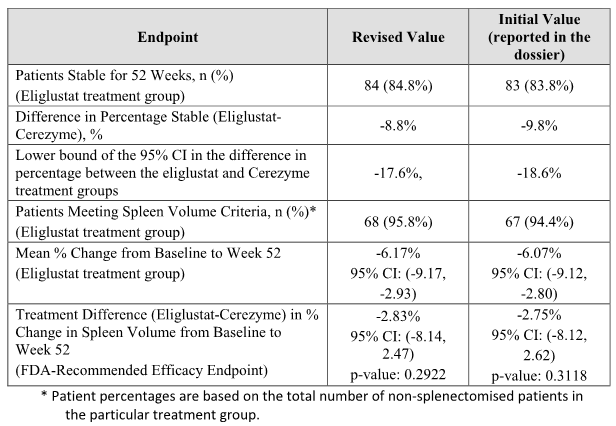 Endpoint
Revised Value
Initial Value
(reported in the
dossier)
Patients Stable for 52 Weeks, n (%)
(Eliglustat treatment group)
84 (84.8%)
83 (83.8%)
Difference in Percentage Stable (Eliglustat-
Cerezyme), %
-8.8%
-9.8%
Lower bound of the 95% CI in the difference in
percentage between the eliglustat and Cerezyme
treatment groups
-17.6%,
-18.6%
Patients Meeting Spleen Volume Criteria, n (%)*
(Eliglustat treatment group)
68 (95.8%)
67 (94.4%)
Mean % Change from Baseline to Week 52
(Eliglustat treatment group)
-6.17%
95% CI: (-9.17,
-2.93)
-6.07%
95% CI: (-9.12,
-2.80)
Treatment Difference (Eliglustat-Cerezyme) in %
Change in Spleen Volume from Baseline to
Week 52
(FDA-Recommended Efficacy Endpoint)
-2.83%
95% CI: (-8.14,
2.47)
p-value: 0.2922
-2.75%
95% CI: (-8.12,
2.62)
p-value: 0.3118
* Patient percentages are based on the total number of non-splenectomised patients in
the particular treatment group.